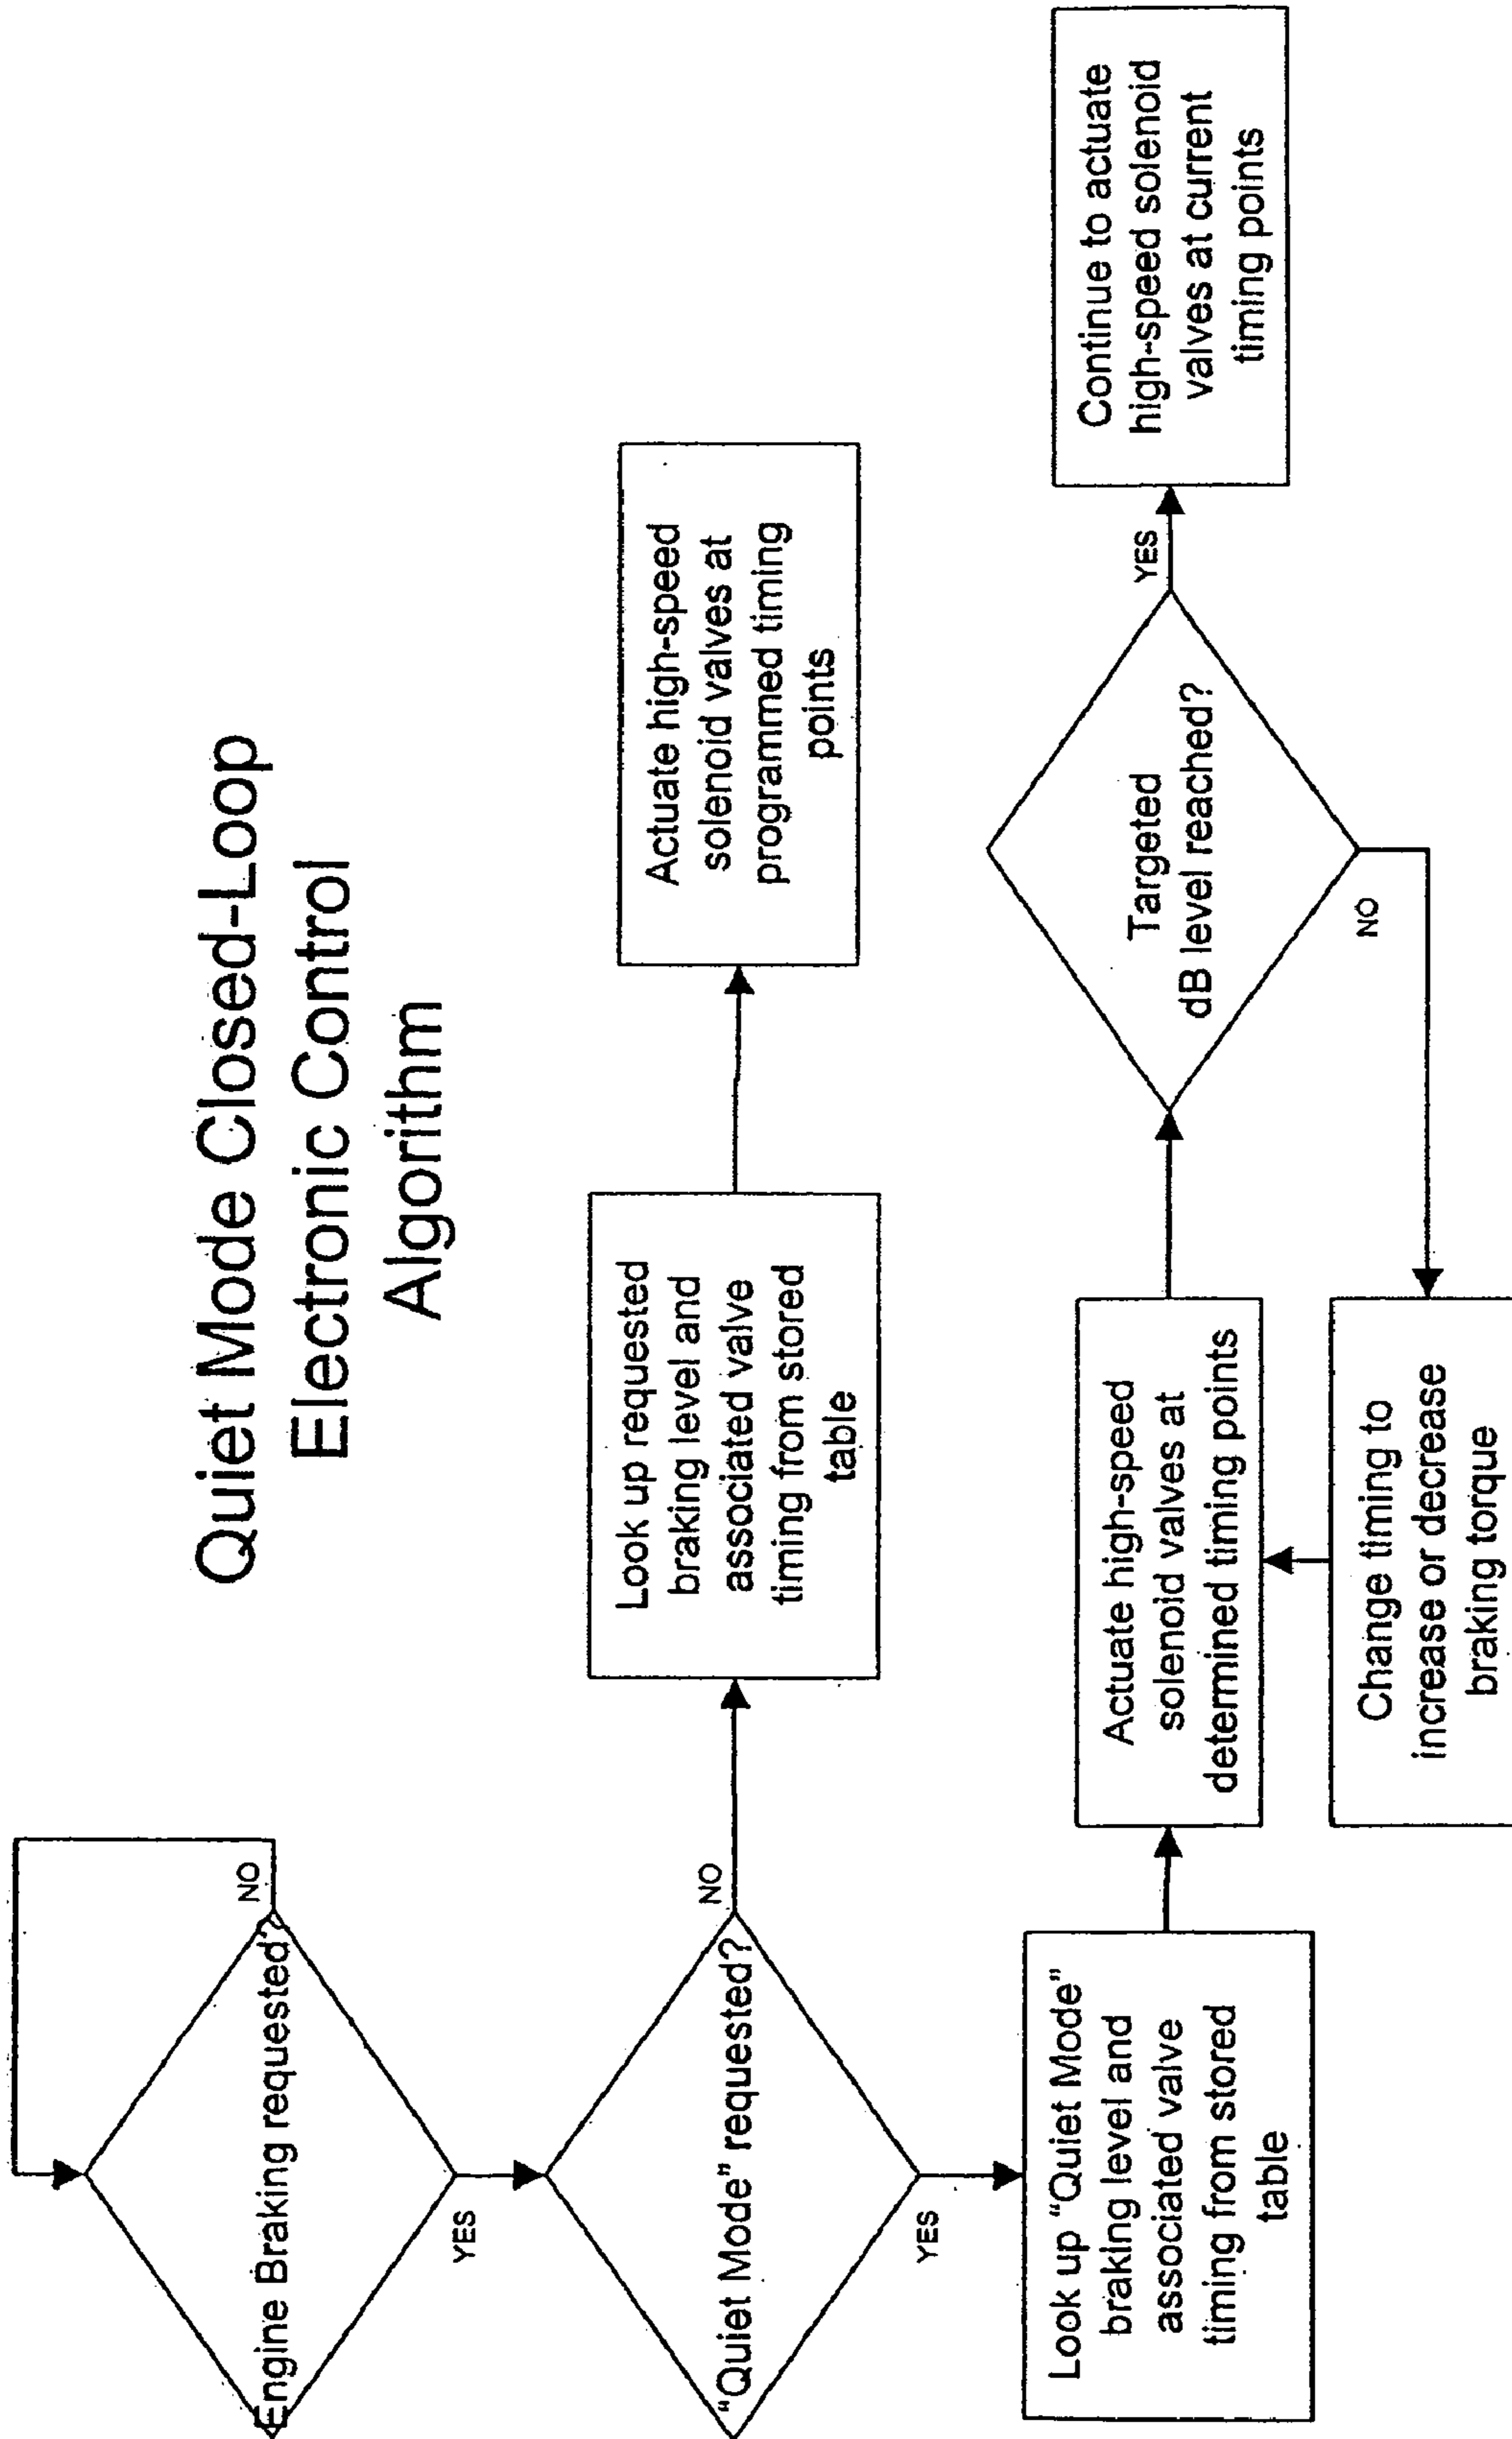 Quiet Mode Closed-Loop
Electronic Control
Algorithm
Engine Braking requested?
NO
YES
"Quiet Mode" requested?
NO
Look up requested
braking level and
associated valve
timing from stored
table
Actuate high-speed
solenoid valves at
programmed timing
points
YES
Look up "Quiet Mode"
braking level and
associated valve
timing from stored
table
Actuate high-speed
solenoid valves at
determined timing points
Targeted
dB level reached?
YES
Continue to actuate
high-speed solenoid
valves at current
timing points
NO
Change timing to
increase or decrease
braking torque